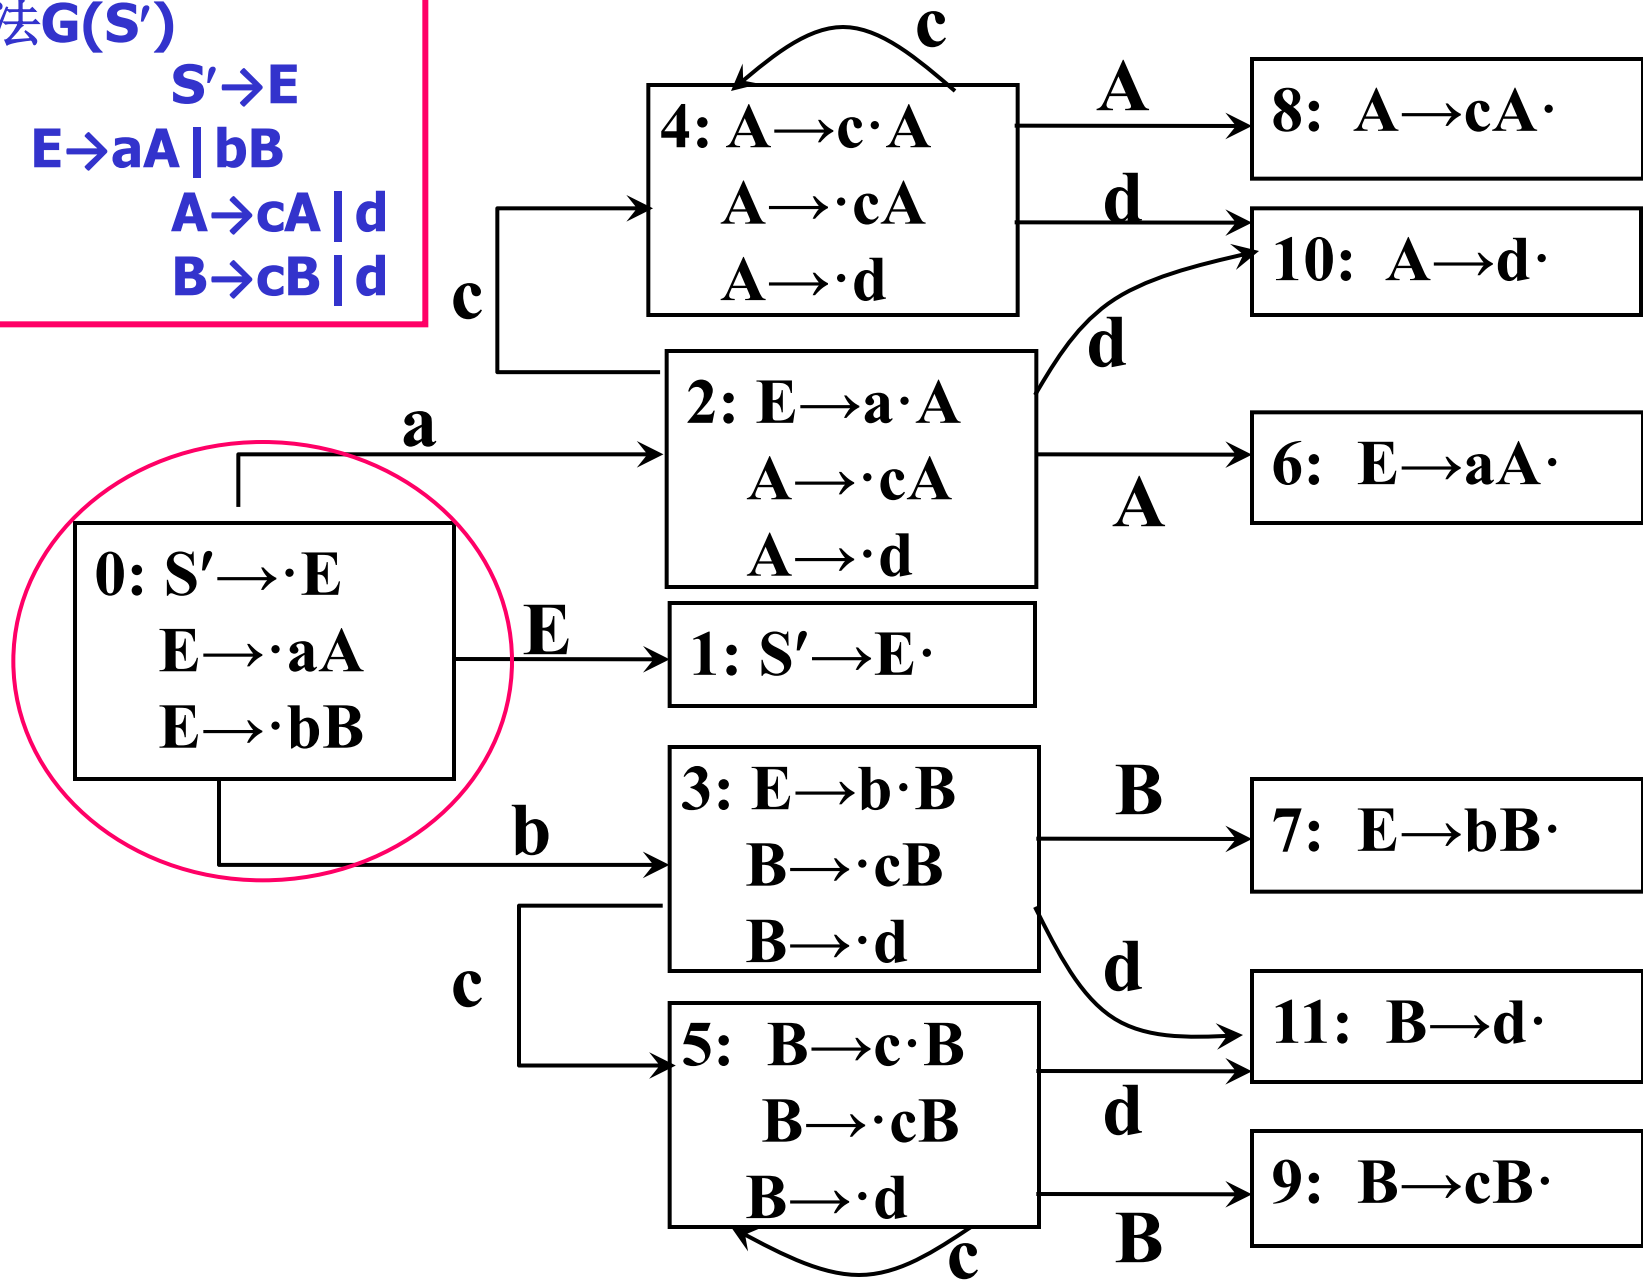 法G(S′)
S′→E
E→aA|bB
A→cA|d
B→cB|d
c
4: A→c·A
A→·cA
A→·d
A
8: A→cA·
d
10: A→d·
c
d
2: E→a·A
A→·cA
A→·d
a
A
6: E→aA·
0: S′→·E
E→·aA
E→·bB
E
1: S′→E·
b
3: E→b·B
B→·cB
B→·d
B
7: E→bB·
c
d
11: B→d·
5: B→c·B
B→·cB
B→·d
d
B
9: B→cB·
c